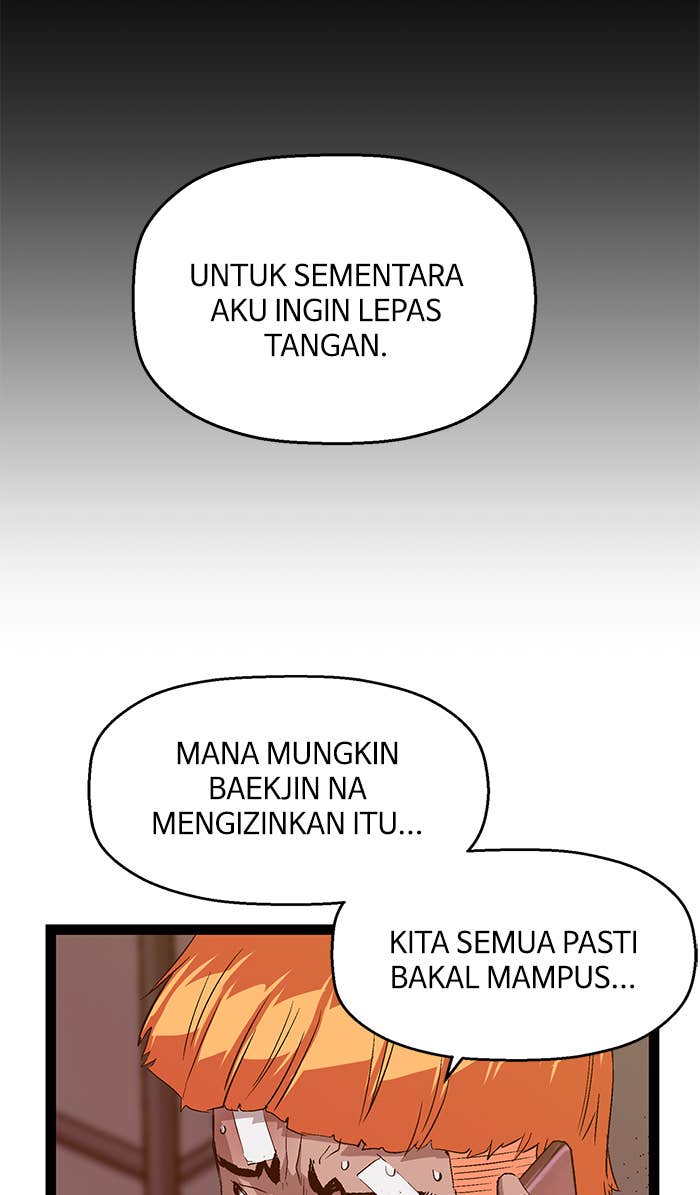 UNTUK SEMENTARA
AKU INGIN LEPAS
TANGAN.
MANA MUNGKIN
BAEKJIN NA
MENGIZINKAN ITU...
KITA SEMUA PASTI
BAKAL MAMPUS...